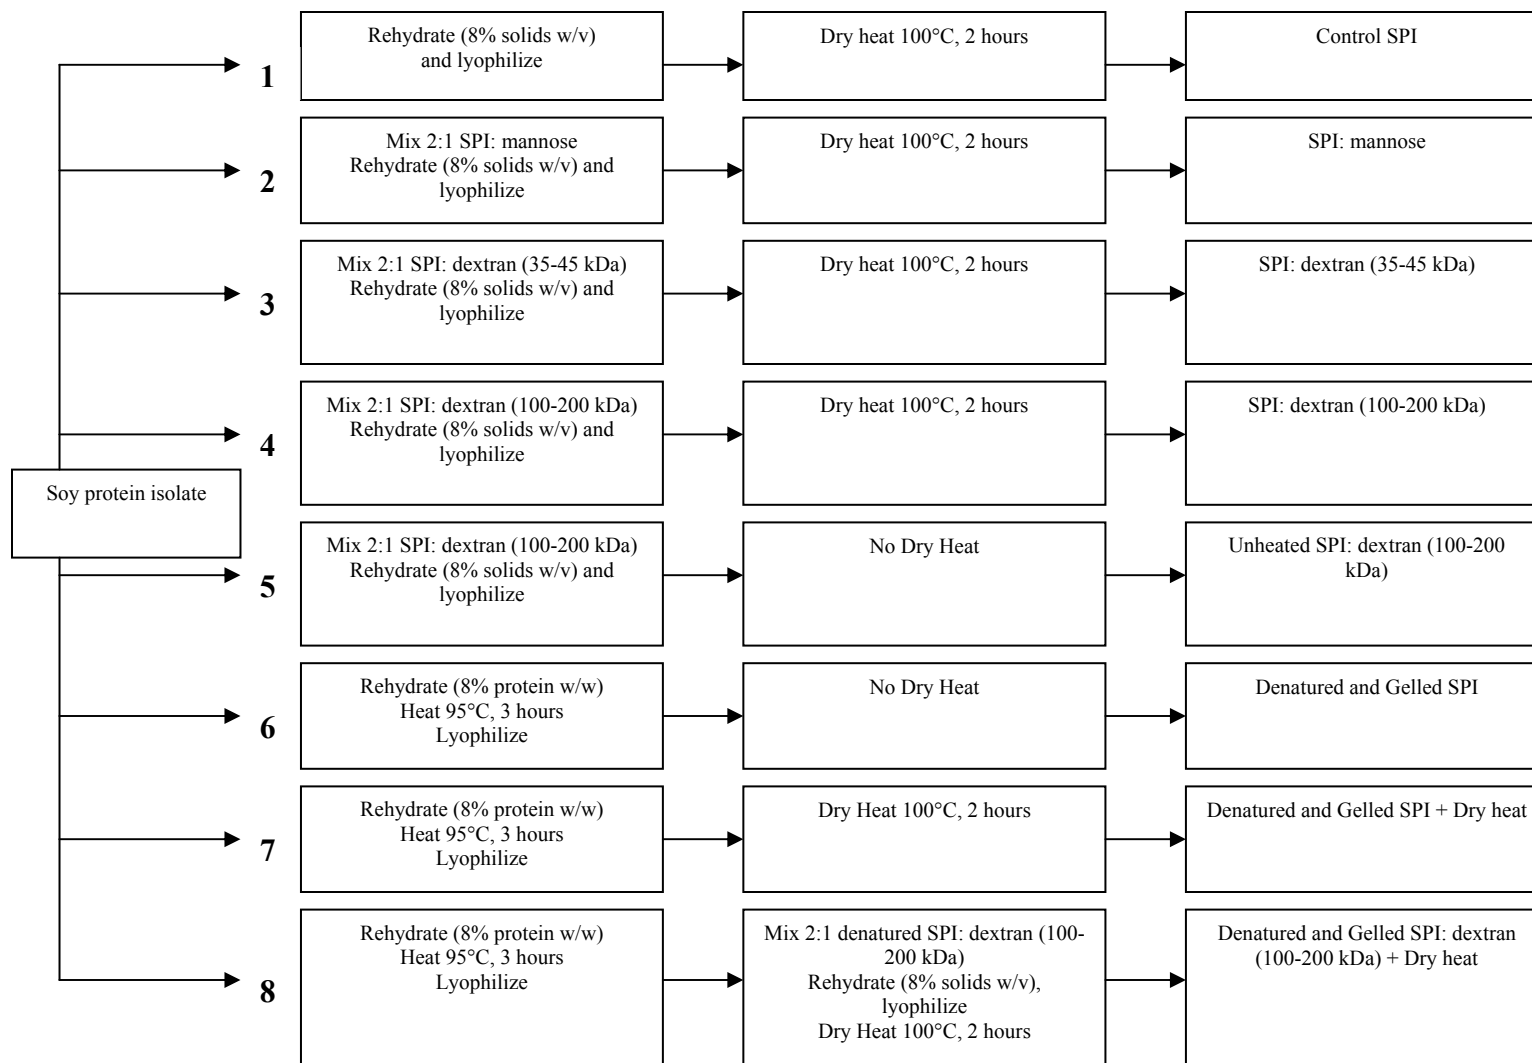 Rehydrate (8% solids w/v)
and lyophilize
Dry heat 100°C, 2 hours
Control SPI
1
Mix 2:1 SPI: mannose
Rehydrate (8% solids w/v) and
lyophilize
Dry heat 100°C, 2 hours
SPI: mannose
2
Mix 2:1 SPI: dextran (35-45 kDa)
Rehydrate (8% solids w/v) and
lyophilize
Dry heat 100°C, 2 hours
SPI: dextran (35-45 kDa)
3
Mix 2:1 SPI: dextran (100-200 kDa)
Rehydrate (8% solids w/v) and
lyophilize
Dry heat 100°C, 2 hours
SPI: dextran (100-200 kDa)
4
Soy protein isolate
Mix 2:1 SPI: dextran (100-200 kDa)
Rehydrate (8% solids w/v) and
lyophilize
No Dry Heat
Unheated SPI: dextran (100-200
kDa)
5
Rehydrate (8% protein w/w)
Heat 95°C, 3 hours
Lyophilize
No Dry Heat
Denatured and Gelled SPI
6
Rehydrate (8% protein w/w)
Heat 95°C, 3 hours
Lyophilize
Dry Heat 100°C, 2 hours
Denatured and Gelled SPI + Dry heat
7
Rehydrate (8% protein w/w)
Heat 95°C, 3 hours
Lyophilize
Mix 2:1 denatured SPI: dextran (100-
200 kDa)
Rehydrate (8% solids w/v),
lyophilize
Dry Heat 100°C, 2 hours
Denatured and Gelled SPI: dextran
(100-200 kDa) + Dry heat
8